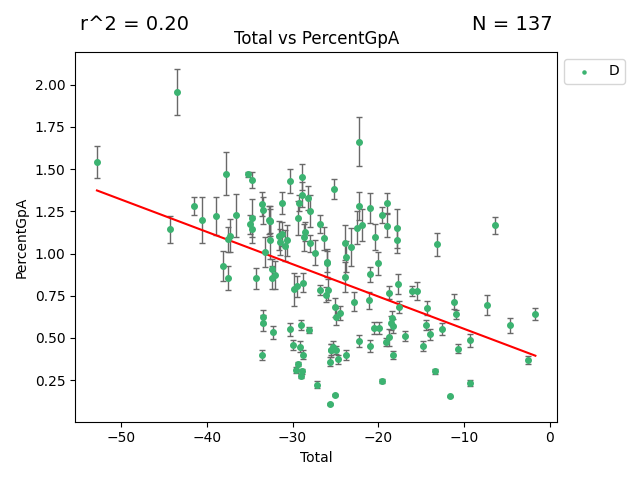 r^2 = 0.20 N = 137
Total vs PercentGpA
D
PercentGpA
2.00
1.75
1.50
1.25
1.00
0.75
0.50
0.25
−50 −40 −30 −20 −10 0
Total